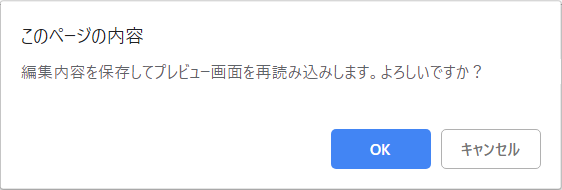 このページの内容
編集内容を保存してプレビュー画面を再読み込みします。よろしいですか？
OK
キャンセル